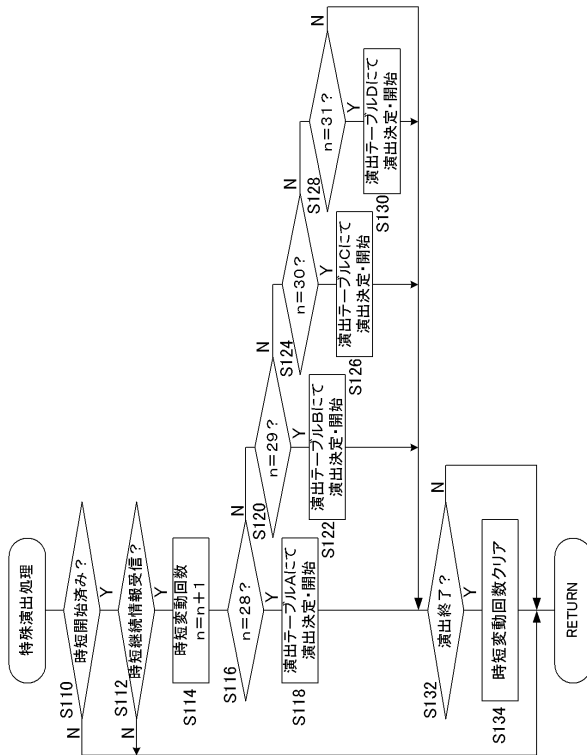 特殊演出処理
S110
時短開始済み?
N
Y
S112
時短継続情報受信?
N
Y
S114
時短変動回数
n=n+1
S116
n=28?
N
Y
S118
演出テーブルAにて
演出決定・開始
S120
n=29?
N
Y
S122
演出テーブルBにて
演出決定・開始
S124
n=30?
N
Y
S126
演出テーブルCにて
演出決定・開始
S128
n=31?
N
Y
S130
演出テーブルDにて
演出決定・開始
S132
演出終了?
N
Y
S134
時短変動回数クリア
RETURN